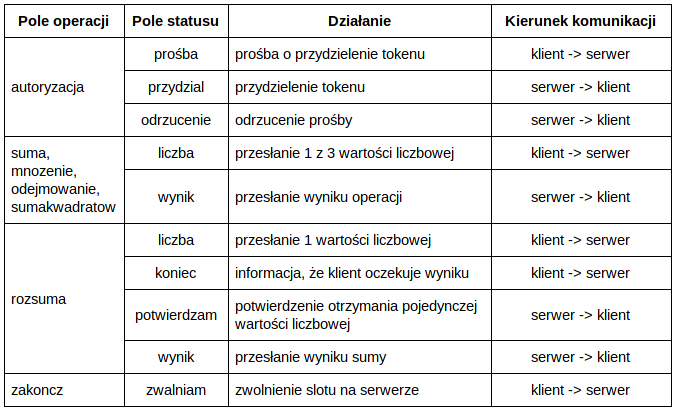 Pole operacji Pole statusu Działanie Kierunek komunikacji
autoryzacja
prośba prośba o przydzielenie tokenu klient -> serwer
przydzial przydzielenie tokenu serwer -> klient
odrzucenie odrzucenie prośby serwer -> klient
suma,
mnozenie,
odejmowanie,
sumakwadratow
liczba przesłanie 1 z 3 wartości liczbowej klient -> serwer
wynik przesłanie wyniku operacji serwer -> klient
rozsuma
liczba przesłanie 1 wartości liczbowej klient -> serwer
koniec informacja, że klient oczekuje wyniku klient -> serwer
potwierdzam potwierdzenie otrzymania pojedynczej
wartości liczbowej serwer -> klient
wynik przesłanie wyniku sumy serwer -> klient
zakoncz zwalniam zwolnienie slotu na serwerze klient -> serwer